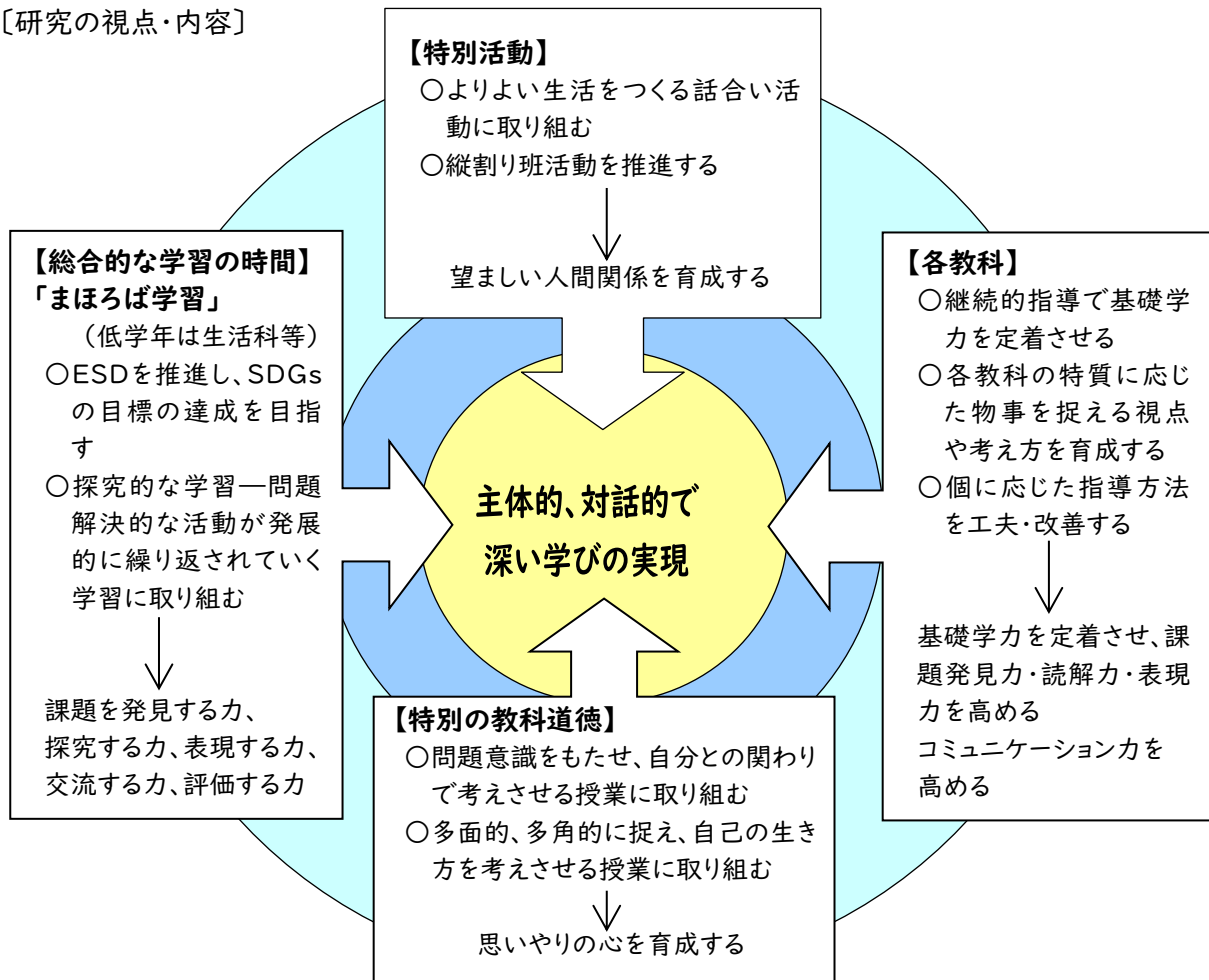 〔研究の視点・内容〕
【特別活動】
○よりよい生活をつくる話合い活
動に取り組む
○縦割り班活動を推進する
望ましい人間関係を育成する
【総合的な学習の時間】
「まほろば学習」
（低学年は生活科等）
○ESDを推進し、SDGs
の目標の達成を目指
す
○探究的な学習―問題
解決的な活動が発展
的に繰り返されていく
学習に取り組む
課題を発見する力、
探究する力、表現する力、
交流する力、評価する力
主体的、対話的で
深い学びの実現
【各教科】
○継続的指導で基礎学
力を定着させる
○各教科の特質に応じ
た物事を捉える視点
や考え方を育成する
○個に応じた指導方法
を工夫・改善する
基礎学力を定着させ、課
題発見力・読解力・表現
力を高める
コミュニケーション力を
高める
【特別の教科道徳】
○問題意識をもたせ、自分との関わり
で考えさせる授業に取り組む
○多面的、多角的に捉え、自己の生き
方を考えさせる授業に取り組む
思いやりの心を育成する